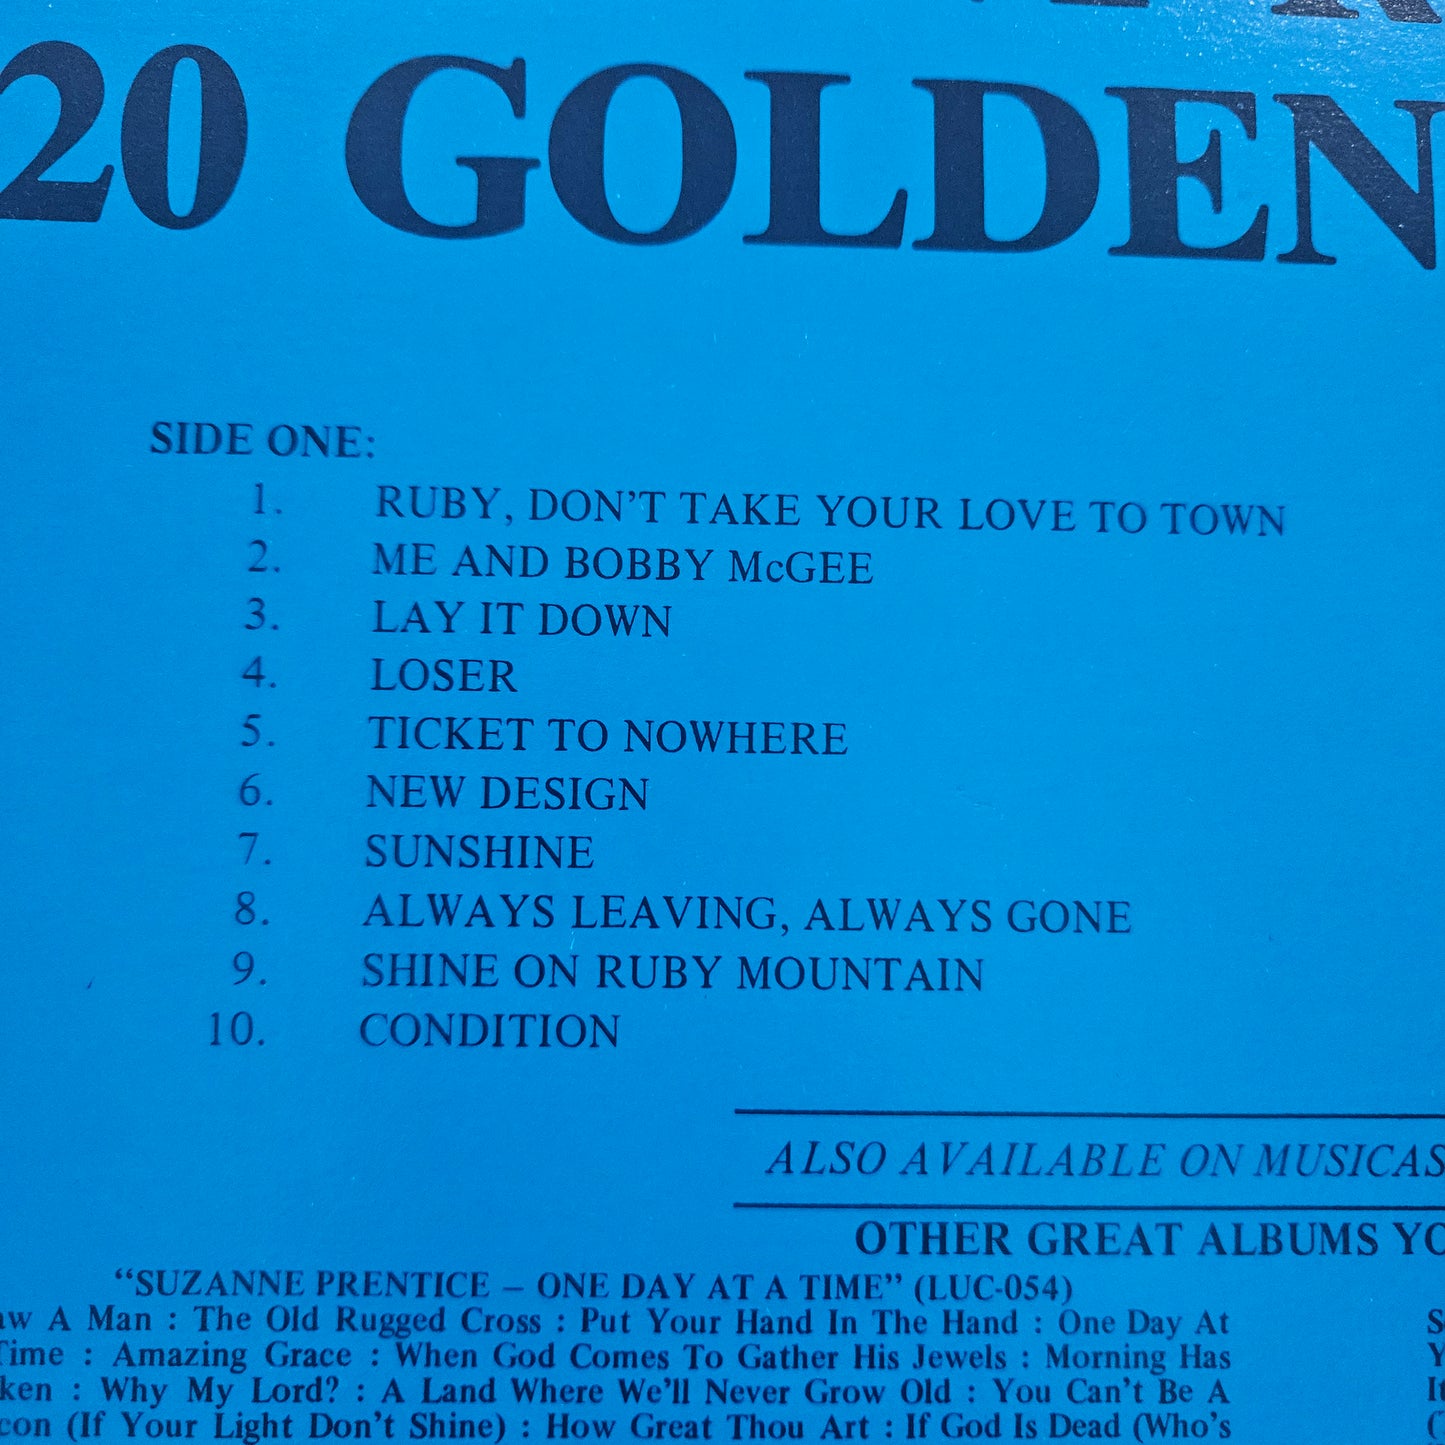 20 GOLDEN
SIDE ONE:
1. RUBY, DON'T TAKE YOUR LOVE TO TOWN
2. ME AND BOBBY McGEE
3. LAY IT DOWN
4. LOSER
5. TICKET TO NOWHERE
6. NEW DESIGN
7. SUNSHINE
8. ALWAYS LEAVING, ALWAYS GONE
9. SHINE ON RUBY MOUNTAIN
10. CONDITION
ALSO AVAILABLE ON MUSICAS
OTHER GREAT ALBUMS YO
“SUZANNE PRENTICE – ONE DAY AT A TIME” (LUC-054)
aw A Man : The Old Rugged Cross : Put Your Hand In The Hand : One Day At
Time : Amazing Grace : When God Comes To Gather His Jewels : Morning Has
ken : Why My Lord? : A Land Where We'll Never Grow Old : You Can't Be A
con (If Your Light Don't Shine) : How Great Thou Art : If God Is Dead (Who's